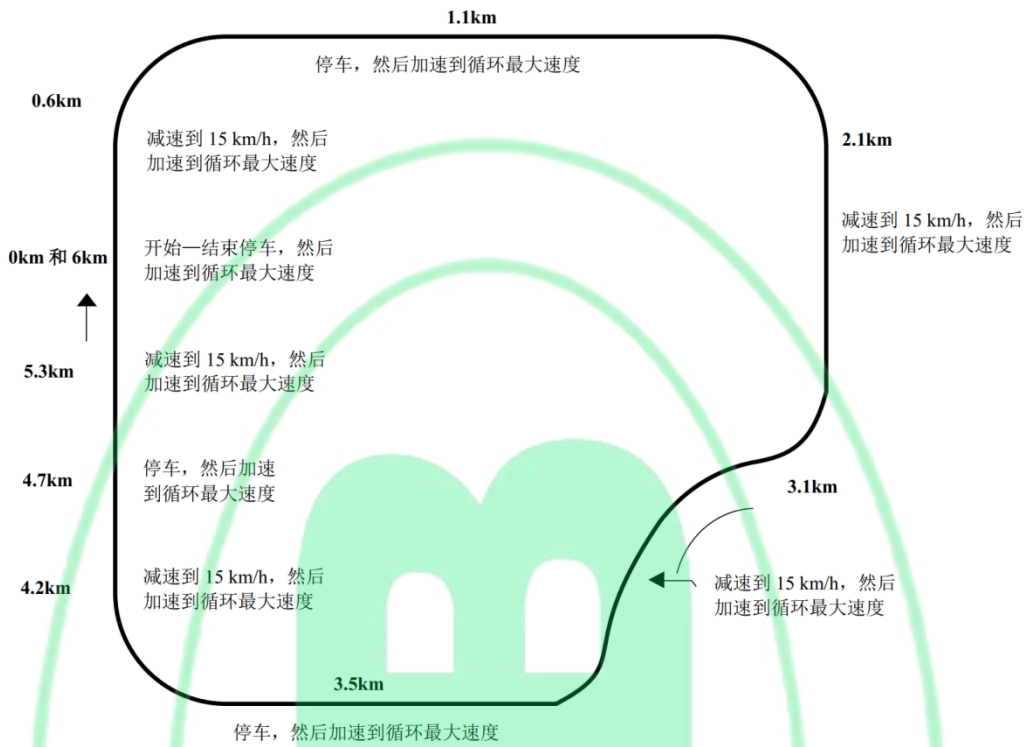 1.1km
停车，然后加速到循环最大速度
0.6km
减速到 15 km/h，然后
加速到循环最大速度
2.1km
减速到 15 km/h，然后
加速到循环最大速度
0km 和 6km
开始—结束停车，然后
加速到循环最大速度
5.3km
减速到 15 km/h，然后
加速到循环最大速度
4.7km
停车，然后加速
到循环最大速度
3.1km
减速到 15 km/h，然后
加速到循环最大速度
4.2km
减速到 15 km/h，然后
加速到循环最大速度
3.5km
停车，然后加速到循环最大速度